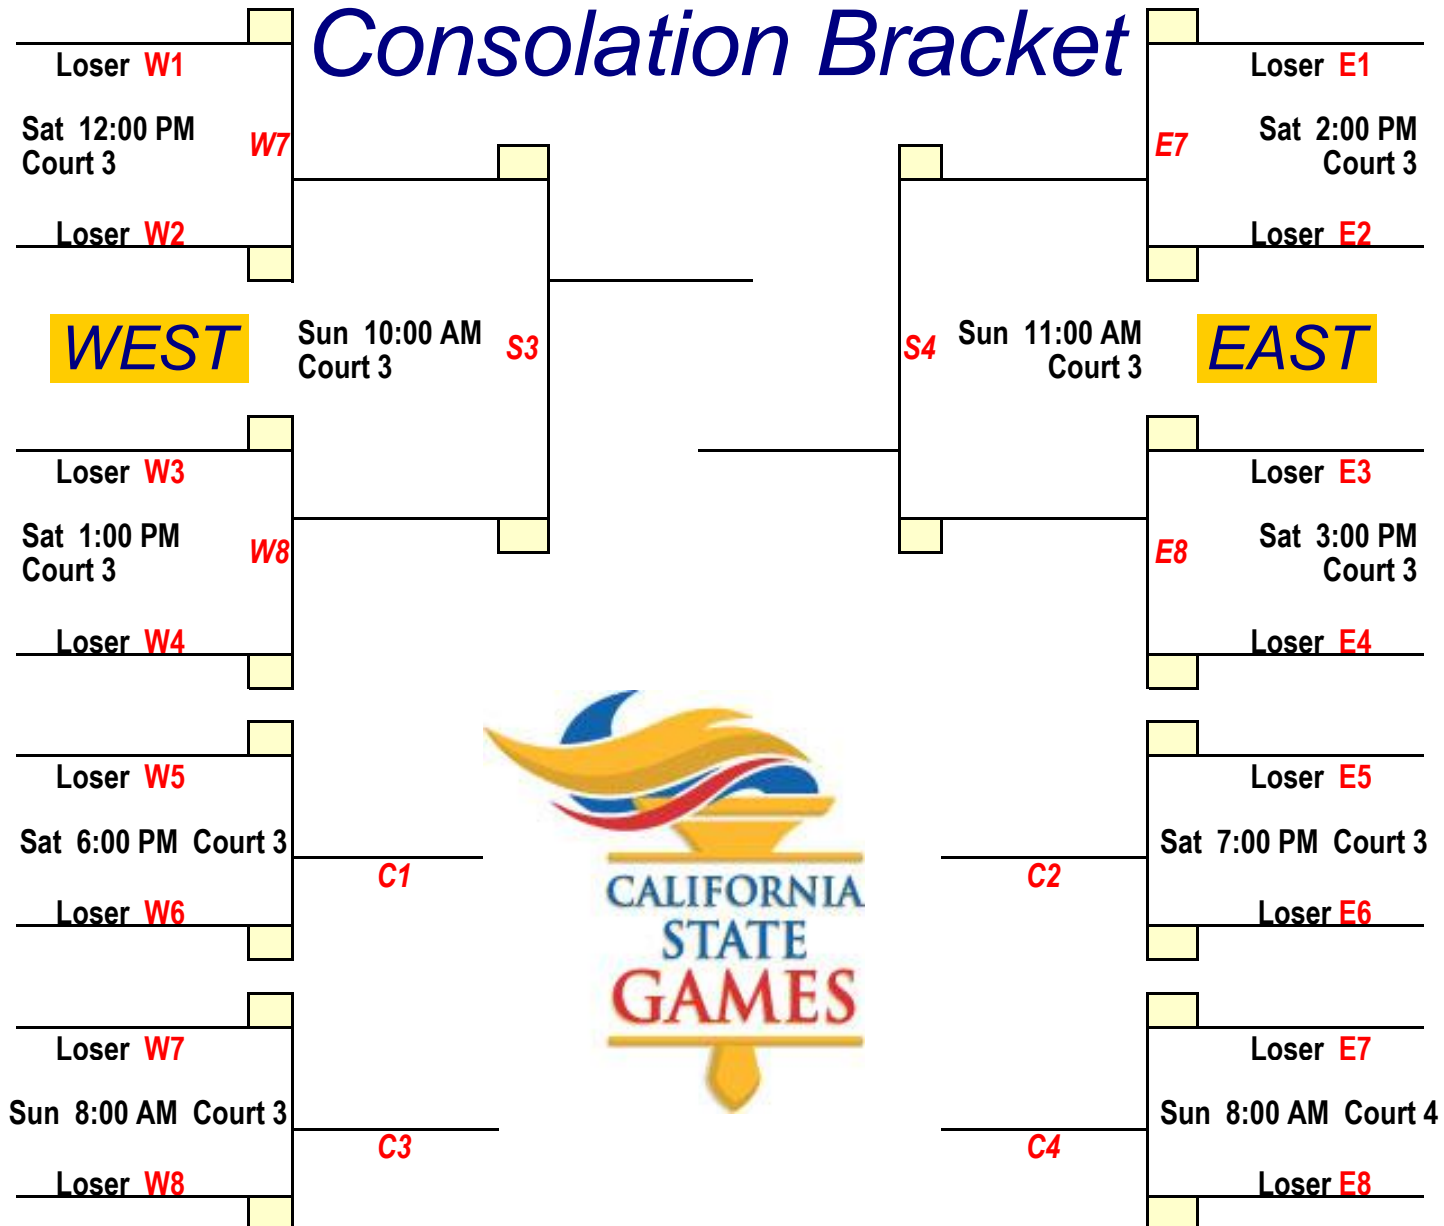 Consolation Bracket
Loser W1
Sat 12:00 PM
Court 3
W7
Loser W2
WEST
Sun 10:00 AM
Court 3
S3
Loser W3
Sat 1:00 PM
Court 3
W8
Loser W4
Loser W5
Sat 6:00 PM Court 3
C1
Loser W6
Loser W7
Sun 8:00 AM Court 3
C3
Loser W8
CALIFORNIA
STATE
GAMES
Loser E1
Sat 2:00 PM
Court 3
E7
Loser E2
EAST
Sun 11:00 AM
Court 3
S4
Loser E3
Sat 3:00 PM
Court 3
E8
Loser E4
Loser E5
Sat 7:00 PM Court 3
C2
Loser E6
Loser E7
Sun 8:00 AM Court 4
C4
Loser E8